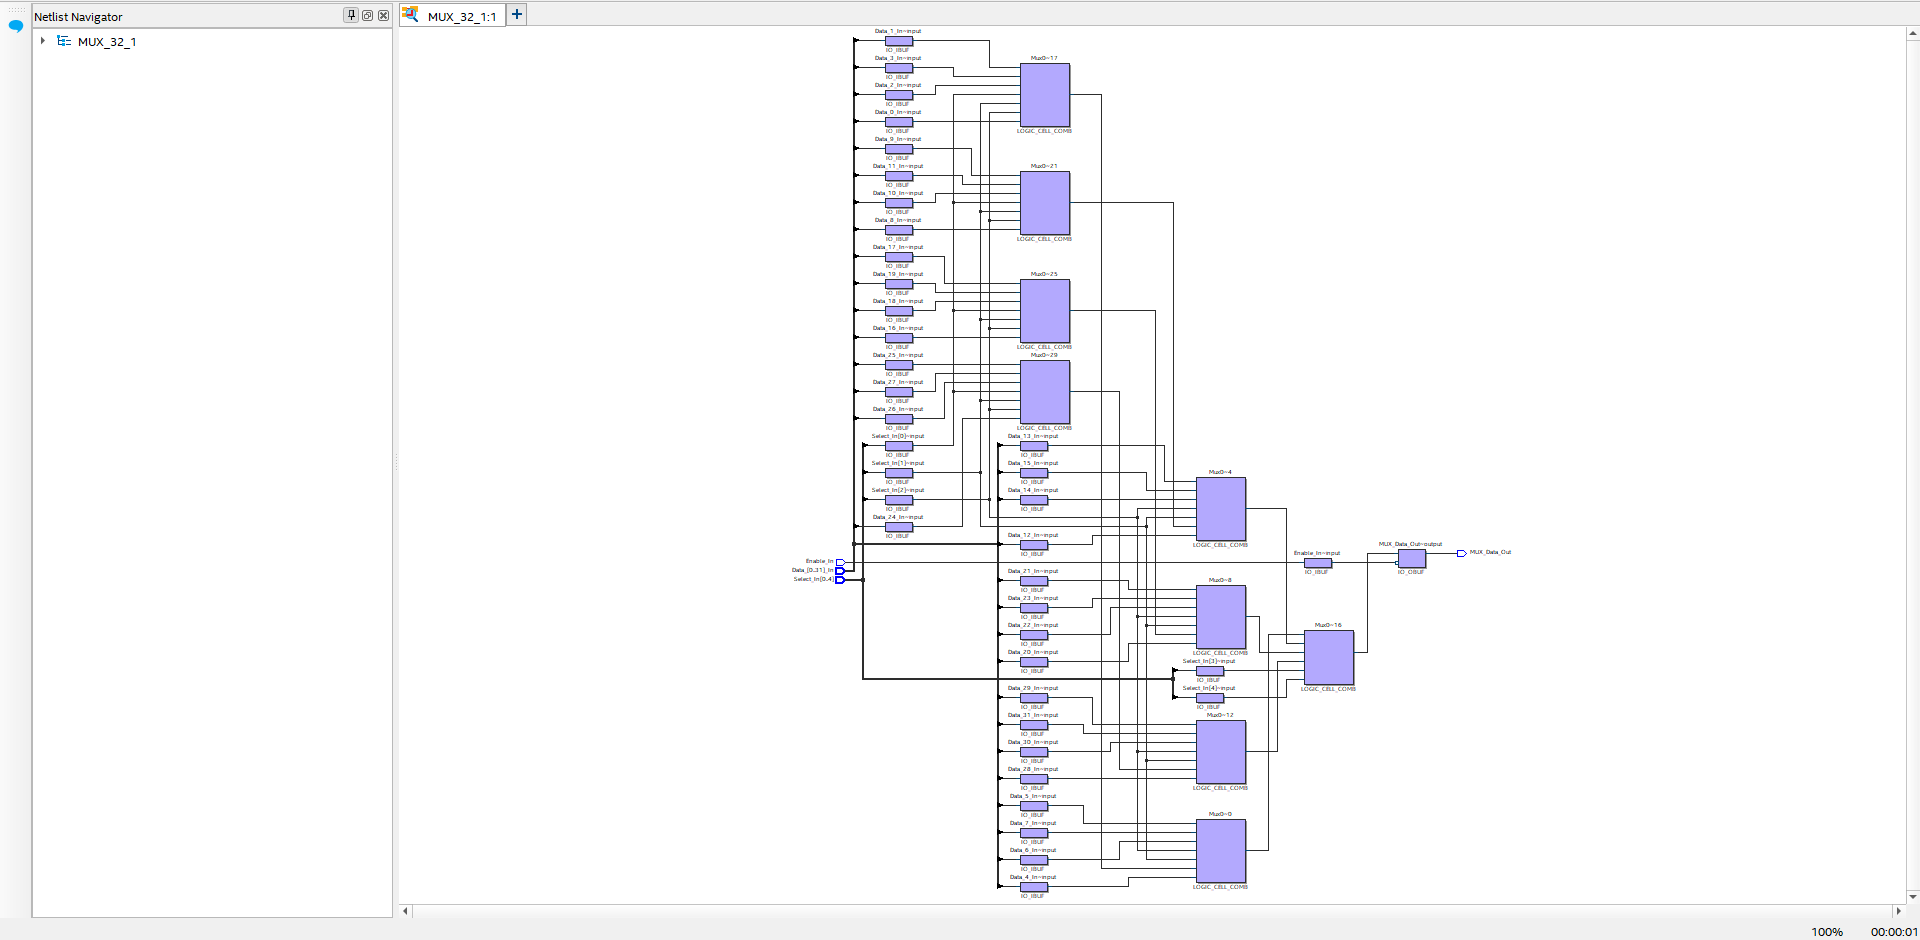 Netlist Navigator
MUX_32_1
MUX_32_1:1
Data_1_In~input
IO_IBUF
Data_3_In~input
IO_IBUF
Data_2_In~input
IO_IBUF
Data_0_In~input
IO_IBUF
Data_9_In~input
IO_IBUF
Data_11_In~input
IO_IBUF
Data_10_In~input
IO_IBUF
Data_8_In~input
IO_IBUF
Data_17_In~input
IO_IBUF
Data_19_In~input
IO_IBUF
Data_18_In~input
IO_IBUF
Data_16_In~input
IO_IBUF
Data_25_In~input
IO_IBUF
Data_27_In~input
IO_IBUF
Data_26_In~input
IO_IBUF
Select_In[0]~input
IO_IBUF
Select_In[1]~input
IO_IBUF
Select_In[2]~input
IO_IBUF
Data_24_In~input
IO_IBUF
Enable_In
Data_[0..31]_In
Select_In[0..4]
Mux0~17
LOGIC_CELL_COMB
Mux0~21
LOGIC_CELL_COMB
Mux0~25
LOGIC_CELL_COMB
Mux0~29
LOGIC_CELL_COMB
Data_13_In~input
IO_IBUF
Data_15_In~input
IO_IBUF
Data_14_In~input
IO_IBUF
Data_12_In~input
IO_IBUF
Data_21_In~input
IO_IBUF
Data_23_In~input
IO_IBUF
Data_22_In~input
IO_IBUF
Data_20_In~input
IO_IBUF
Data_29_In~input
IO_IBUF
Data_31_In~input
IO_IBUF
Data_30_In~input
IO_IBUF
Data_28_In~input
IO_IBUF
Data_5_In~input
IO_IBUF
Data_7_In~input
IO_IBUF
Data_6_In~input
IO_IBUF
Data_4_In~input
IO_IBUF
Mux0~4
LOGIC_CELL_COMB
Mux0~8
LOGIC_CELL_COMB
Select_In[3]~input
IO_IBUF
Select_In[4]~input
IO_IBUF
Mux0~12
LOGIC_CELL_COMB
Mux0~0
LOGIC_CELL_COMB
Enable_In~input
IO_IBUF
Mux0~16
LOGIC_CELL_COMB
MUX_Data_Out~output
IO_OBUF
MUX_Data_Out
100%
00:00:01